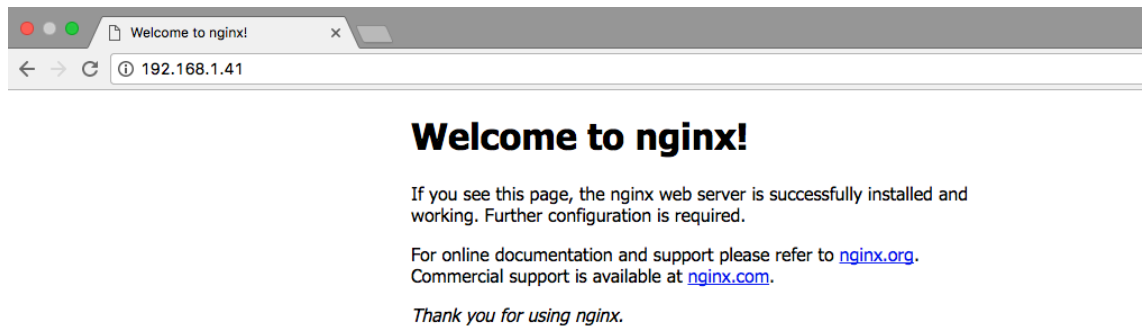 Welcome to nginx!
192.168.1.41
Welcome to nginx!
If you see this page, the nginx web server is successfully installed and
working. Further configuration is required.
For online documentation and support please refer to nginx.org.
Commercial support is available at nginx.com.
Thank you for using nginx.